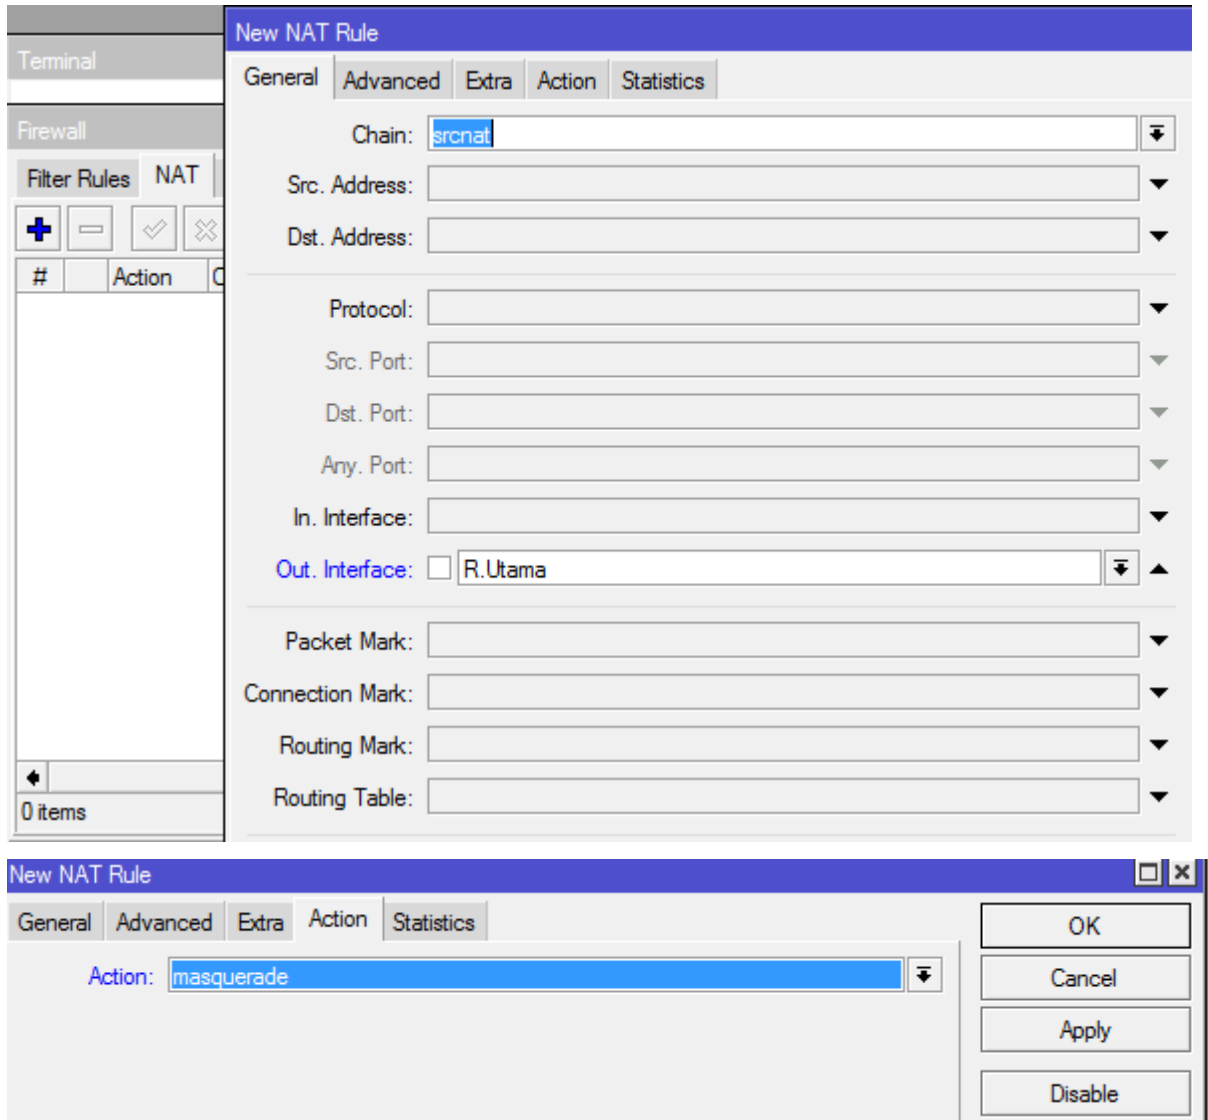 New NAT Rule
Terminal
General Advanced Extra Action Statistics
Firewall
Chain: srcnat
Filter Rules NAT
Src. Address:
Dst. Address:
# Action C
Protocol:
Src. Port:
Dst. Port:
Any. Port:
In. Interface:
Out. Interface: R.Utama
Packet Mark:
Connection Mark:
Routing Mark:
Routing Table:
0 items
New NAT Rule
General Advanced Extra Action Statistics
OK
Action: masquerade
Cancel
Apply
Disable